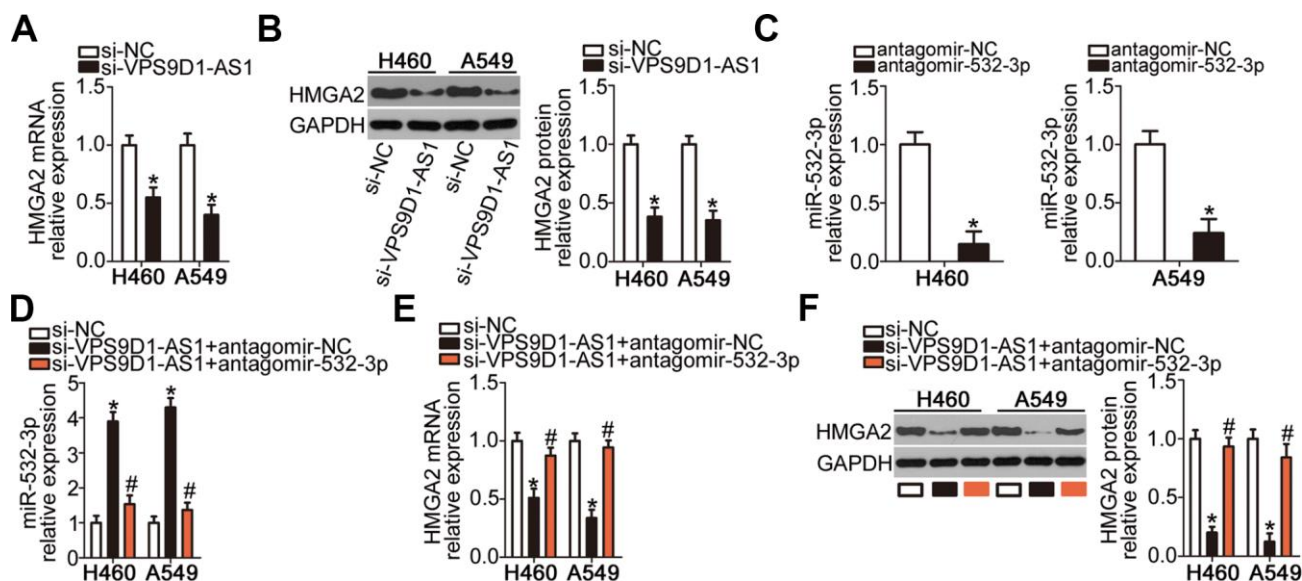 A
si-NC
si-VPS9D1-AS1
HMGA2 mRNA
relative expression
1.5
1.0
0.5
0.0
*
*
H460 A549
B
H460 A549
HMGA2
GAPDH
si-NC
si-VPS9D1-AS1
si-NC
si-VPS9D1-AS1
si-NC
si-VPS9D1-AS1
HMGA2 protein
relative expression
1.5
1.0
0.5
0.0
*
*
H460 A549
C
antagomir-NC
antagomir-532-3p
miR-532-3p
relative expression
1.5
1.0
0.5
0.0
*
H460
antagomir-NC
antagomir-532-3p
miR-532-3p
relative expression
1.5
1.0
0.5
0.0
*
A549
D
si-NC
si-VPS9D1-AS1+antagomir-NC
si-VPS9D1-AS1+antagomir-532-3p
miR-532-3p
relative expression
5
4
3
2
1
0
*
#
*
#
H460 A549
E
si-NC
si-VPS9D1-AS1+antagomir-NC
si-VPS9D1-AS1+antagomir-532-3p
HMGA2 mRNA
relative expression
1.5
1.0
0.5
0.0
*
#
*
#
H460 A549
F
si-NC
si-VPS9D1-AS1+antagomir-NC
si-VPS9D1-AS1+antagomir-532-3p
H460 A549
HMGA2
GAPDH
HMGA2 protein
relative expression
1.5
1.0
0.5
0.0
*
#
*
#
H460 A549